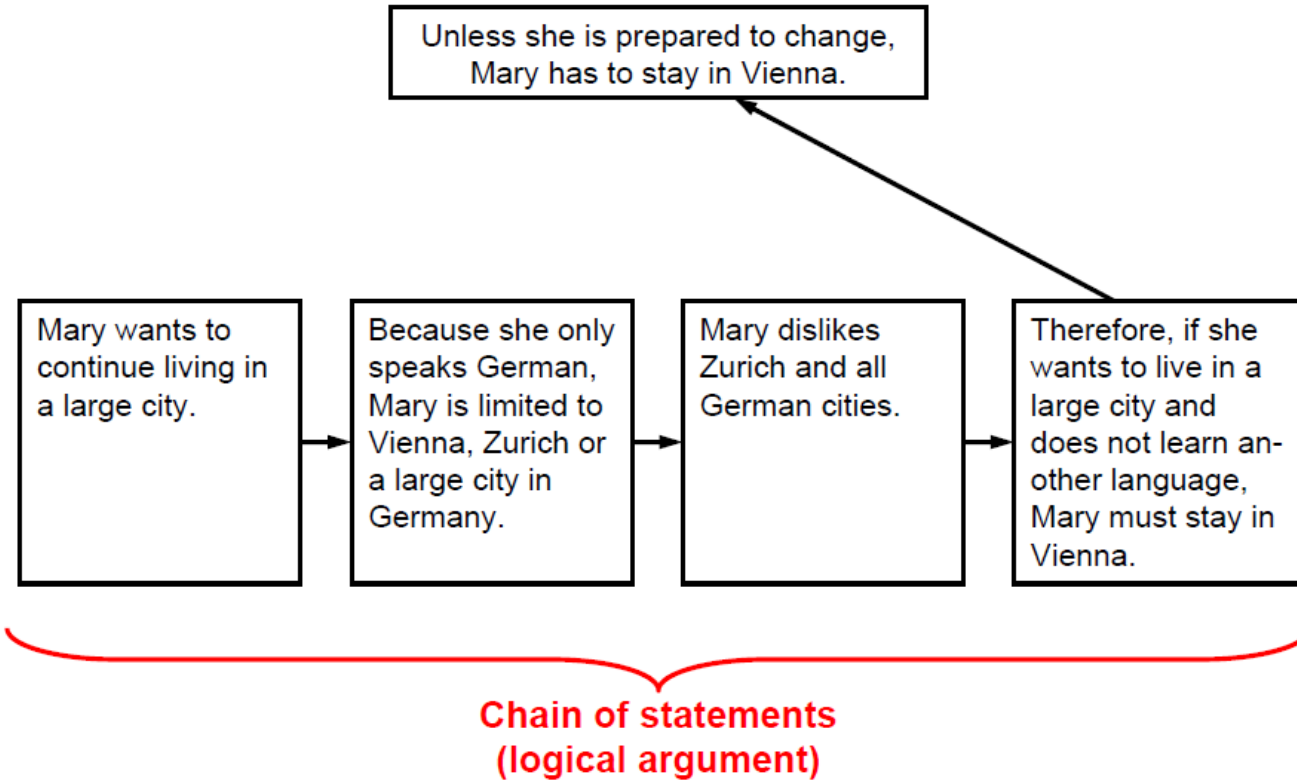 Unless she is prepared to change,
Mary has to stay in Vienna.
Mary wants to
continue living in
a large city.
Because she only
speaks German,
Mary is limited to
Vienna, Zurich or
a large city in
Germany.
Mary dislikes
Zurich and all
German cities.
Therefore, if she
wants to live in a
large city and
does not learn an-
other language,
Mary must stay in
Vienna.
Chain of statements
(logical argument)